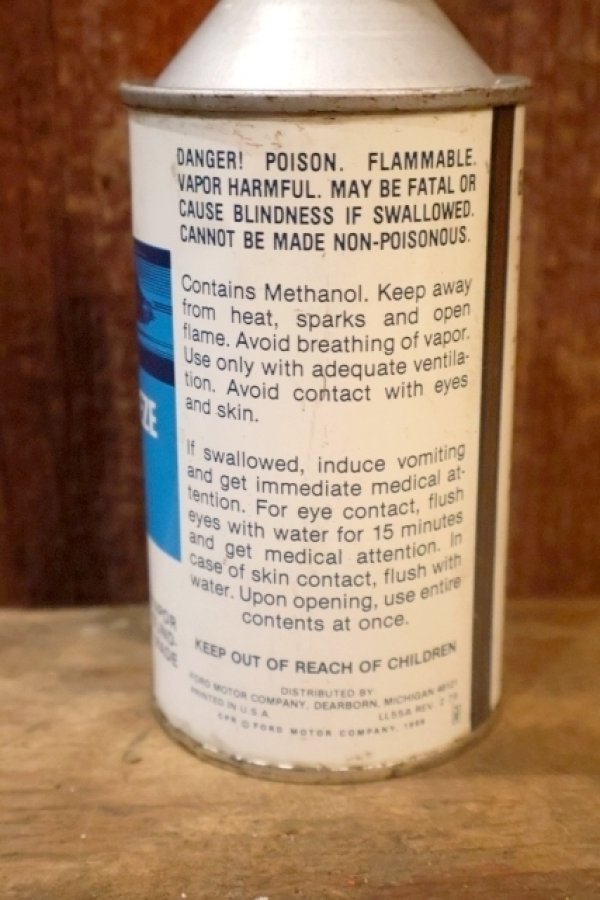 DANGER! POISON. FLAMMABLE.
VAPOR HARMFUL. MAY BE FATAL OR
CAUSE BLINDNESS IF SWALLOWED.
CANNOT BE MADE NON-POISONOUS.
Contains Methanol. Keep away
from heat, sparks and open
flame. Avoid breathing of vapor.
Use only with adequate ventila-
tion. Avoid contact with eyes
and skin.
If swallowed, induce vomiting
and get immediate medical at-
tention. For eye contact, flush
eyes with water for 15 minutes
and get medical attention. In
case of skin contact, flush with
water. Upon opening, use entire
contents at once.
KEEP OUT OF REACH OF CHILDREN
DISTRIBUTED BY
FORD MOTOR COMPANY, DEARBORN, MICHIGAN 48121
PRINTED IN U.S.A. LL55A REV.
CPR © FORD MOTOR COMPANY,
ZE